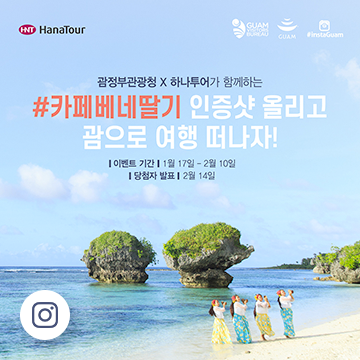 HNT HanaTour
GUAM
BUREAU
GUAM
#instaGuam
괌정부관광청 X 하나투어가 함께하는
#카페베네딸기 인증샷 올리고
괌으로 여행 떠나자!
| 이벤트 기간 | 1월 17일 - 2월 10일
| 당첨자 발표 | 2월 14일